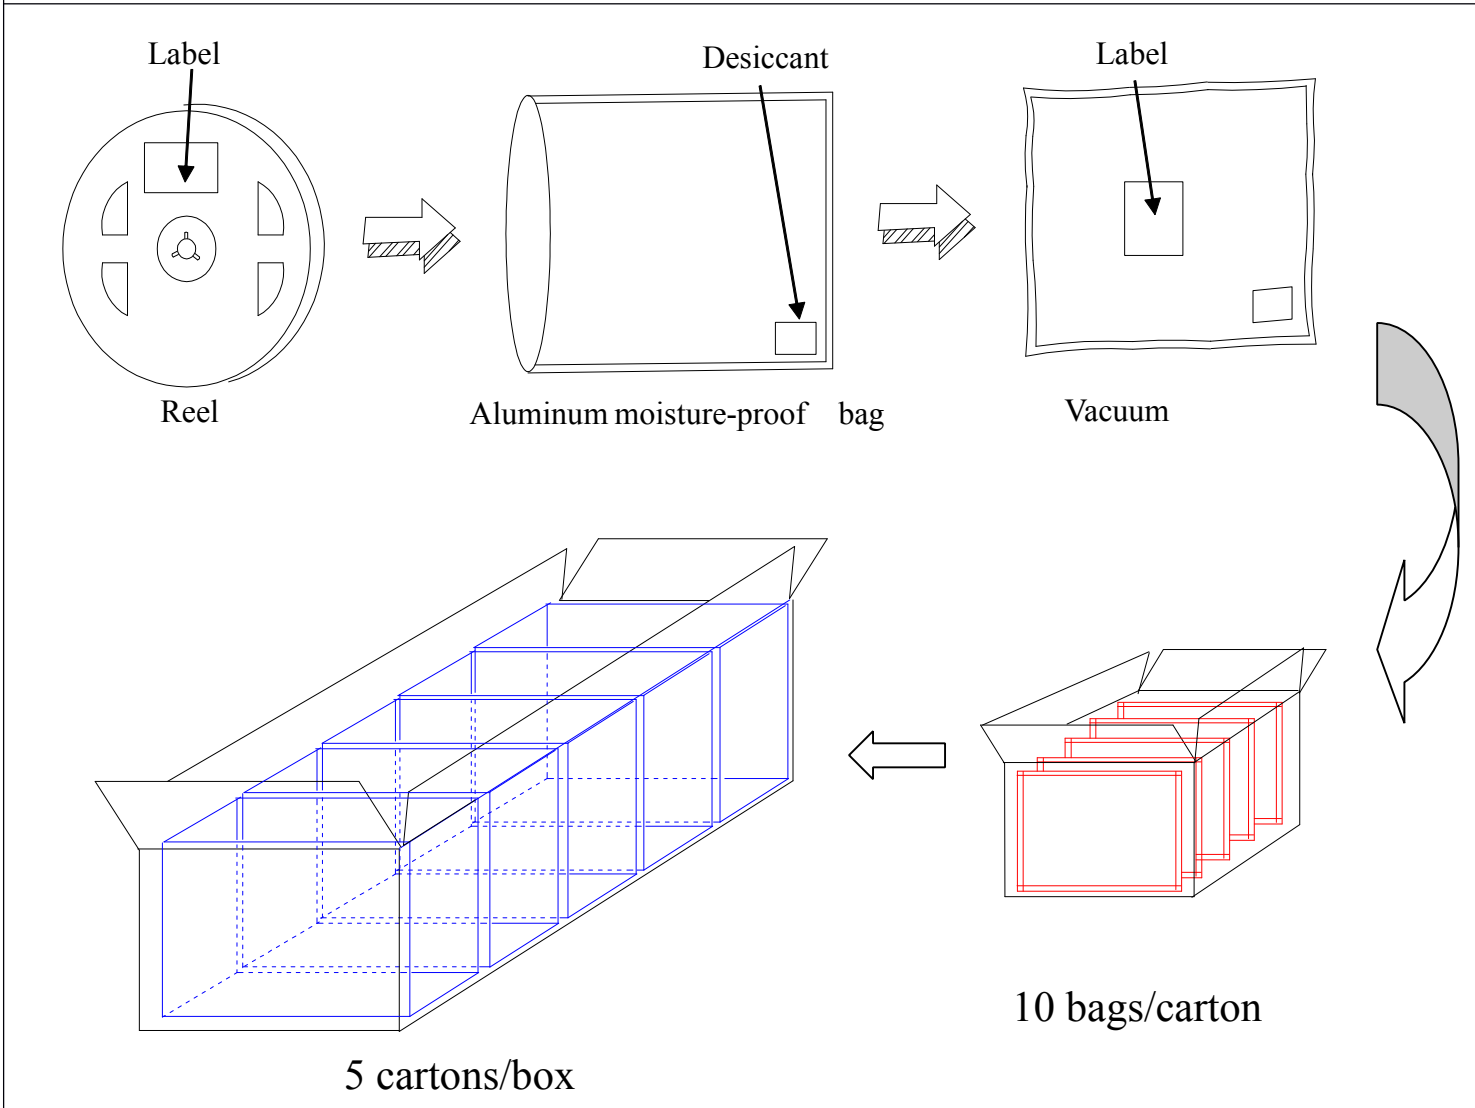 Label
Desiccant
Label
Reel
Aluminum moisture-proof bag
Vacuum
10 bags/carton
5 cartons/box